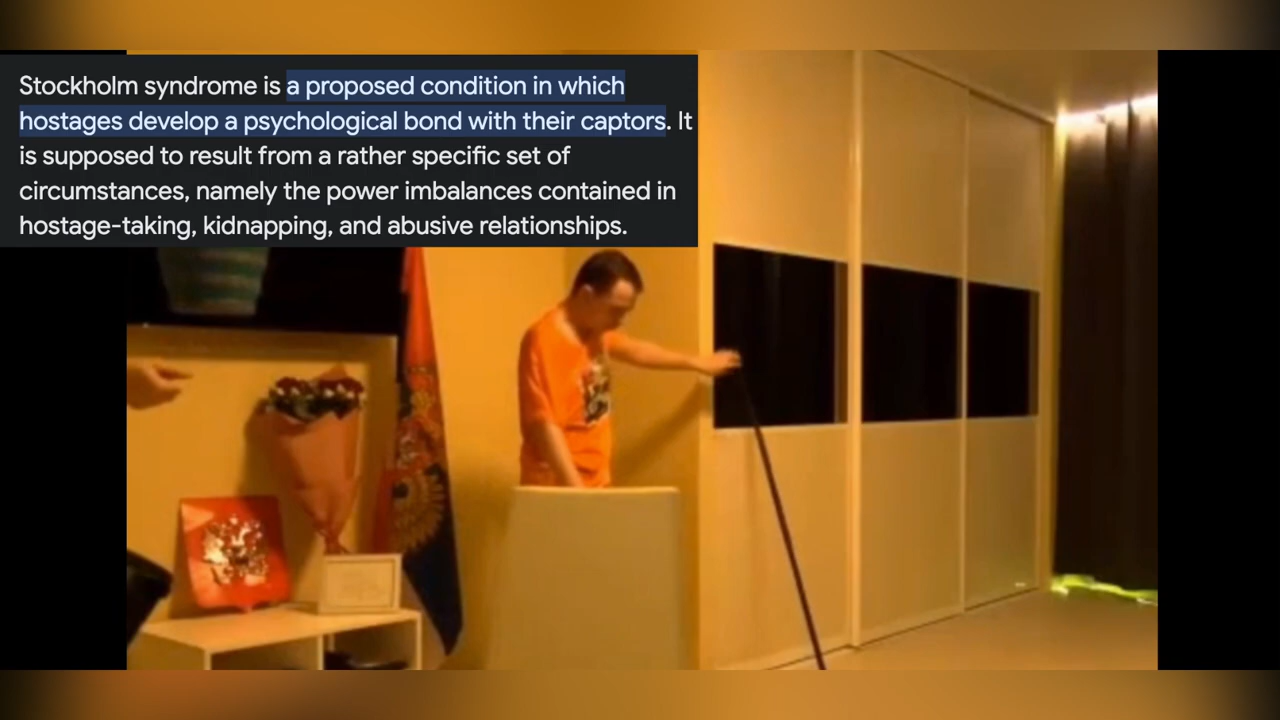 Stockholm syndrome is a proposed condition in which
hostages develop a psychological bond with their captors. It
is supposed to result from a rather specific set of
circumstances, namely the power imbalances contained in
hostage-taking, kidnapping, and abusive relationships.